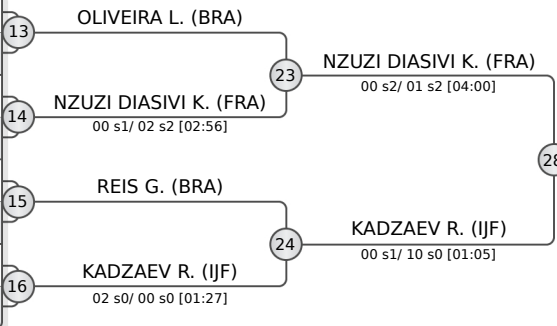 13
OLIVEIRA L. (BRA)
23
NZUZI DIASIVI K. (FRA)
00 s2/ 01 s2 [04:00]
14
NZUZI DIASIVI K. (FRA)
00 s1/ 02 s2 [02:56]
28
15
REIS G. (BRA)
24
KADZAEV R. (IJF)
00 s1/ 10 s0 [01:05]
16
KADZAEV R. (IJF)
02 s0/ 00 s0 [01:27]